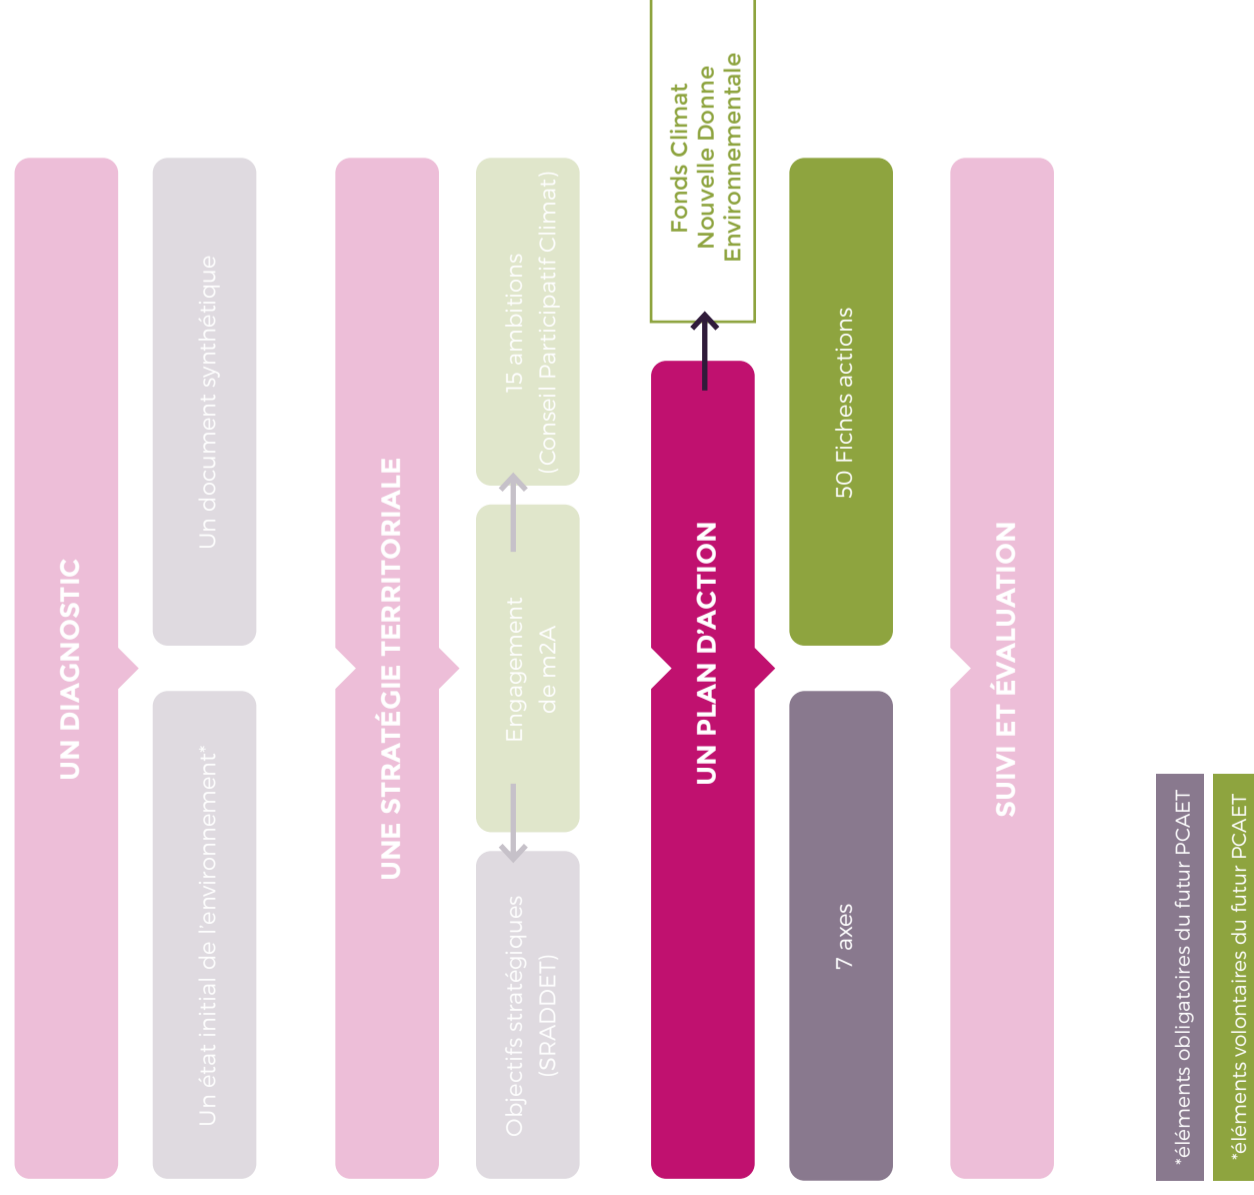 UN DIAGNOSTIC
Un état initial de l'environnement*
Un document synthétique
UNE STRATÉGIE TERRITORIALE
Objectifs stratégiques
(SRADDET)
Engagement
de m2A
15 ambitions
(Conseil Participatif Climat)
UN PLAN D'ACTION
Fonds Climat
Nouvelle Donne
Environnementale
7 axes
50 Fiches actions
SUIVI ET ÉVALUATION
*éléments obligatoires du futur PCAET
*éléments volontaires du futur PCAET